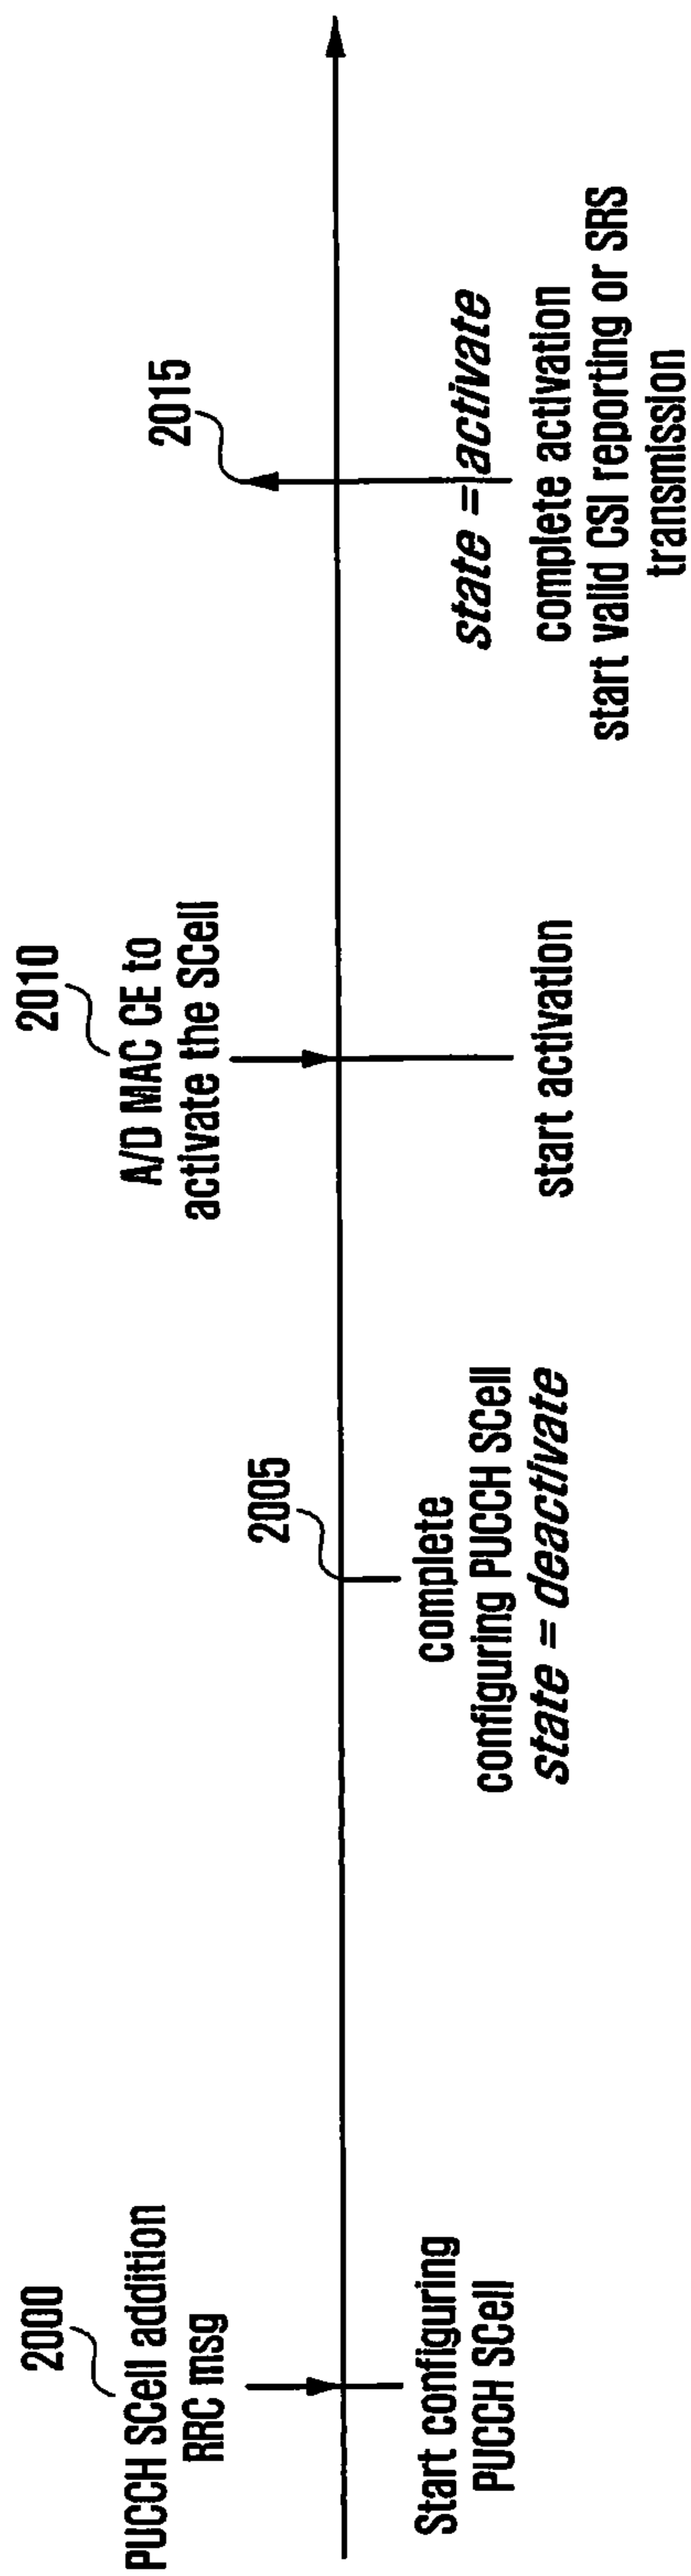 2000
PUCCH SCell addition
RRC msg
Start configuring
PUCCH SCell
2005
complete
configuring PUCCH SCell
state = deactivate
2010
A/D MAC CE to
activate the SCell
start activation
2015
state = activate
complete activation
start valid CSI reporting or SRS
transmission